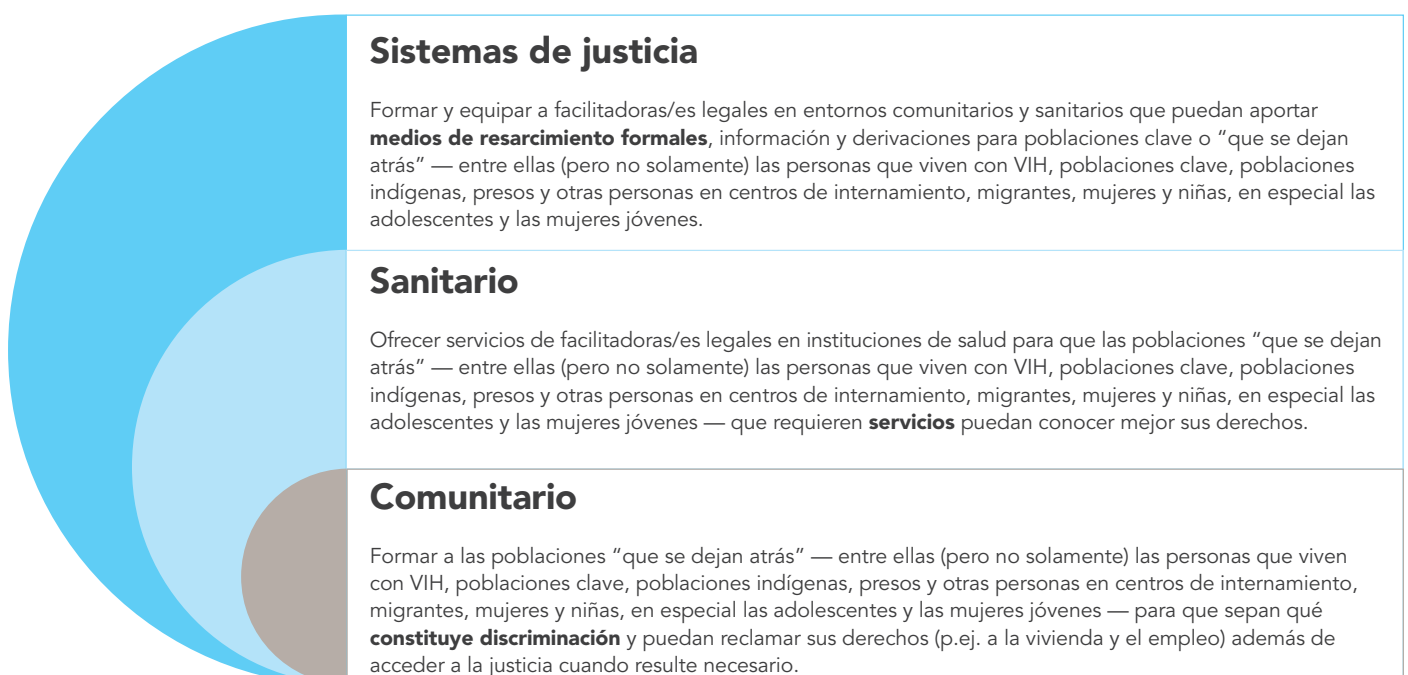 Sistemas de justicia
Formar y equipar a facilitadoras/es legales en entornos comunitarios y sanitarios que puedan aportar
medios de resarcimiento formales, información y derivaciones para poblaciones clave o “que se dejan
atrás” — entre ellas (pero no solamente) las personas que viven con VIH, poblaciones clave, poblaciones
indígenas, presos y otras personas en centros de internamiento, migrantes, mujeres y niñas, en especial las
adolescentes y las mujeres jóvenes.
Sanitario
Ofrecer servicios de facilitadoras/es legales en instituciones de salud para que las poblaciones “que se dejan
atrás” — entre ellas (pero no solamente) las personas que viven con VIH, poblaciones clave, poblaciones
indígenas, presos y otras personas en centros de internamiento, migrantes, mujeres y niñas, en especial las
adolescentes y las mujeres jóvenes — que requieren servicios puedan conocer mejor sus derechos.
Comunitario
Formar a las poblaciones “que se dejan atrás” — entre ellas (pero no solamente) las personas que viven
con VIH, poblaciones clave, poblaciones indígenas, presos y otras personas en centros de internamiento,
migrantes, mujeres y niñas, en especial las adolescentes y las mujeres jóvenes — para que sepan qué
constituye discriminación y puedan reclamar sus derechos (p.ej. a la vivienda y el empleo) además de
acceder a la justicia cuando resulte necesario.